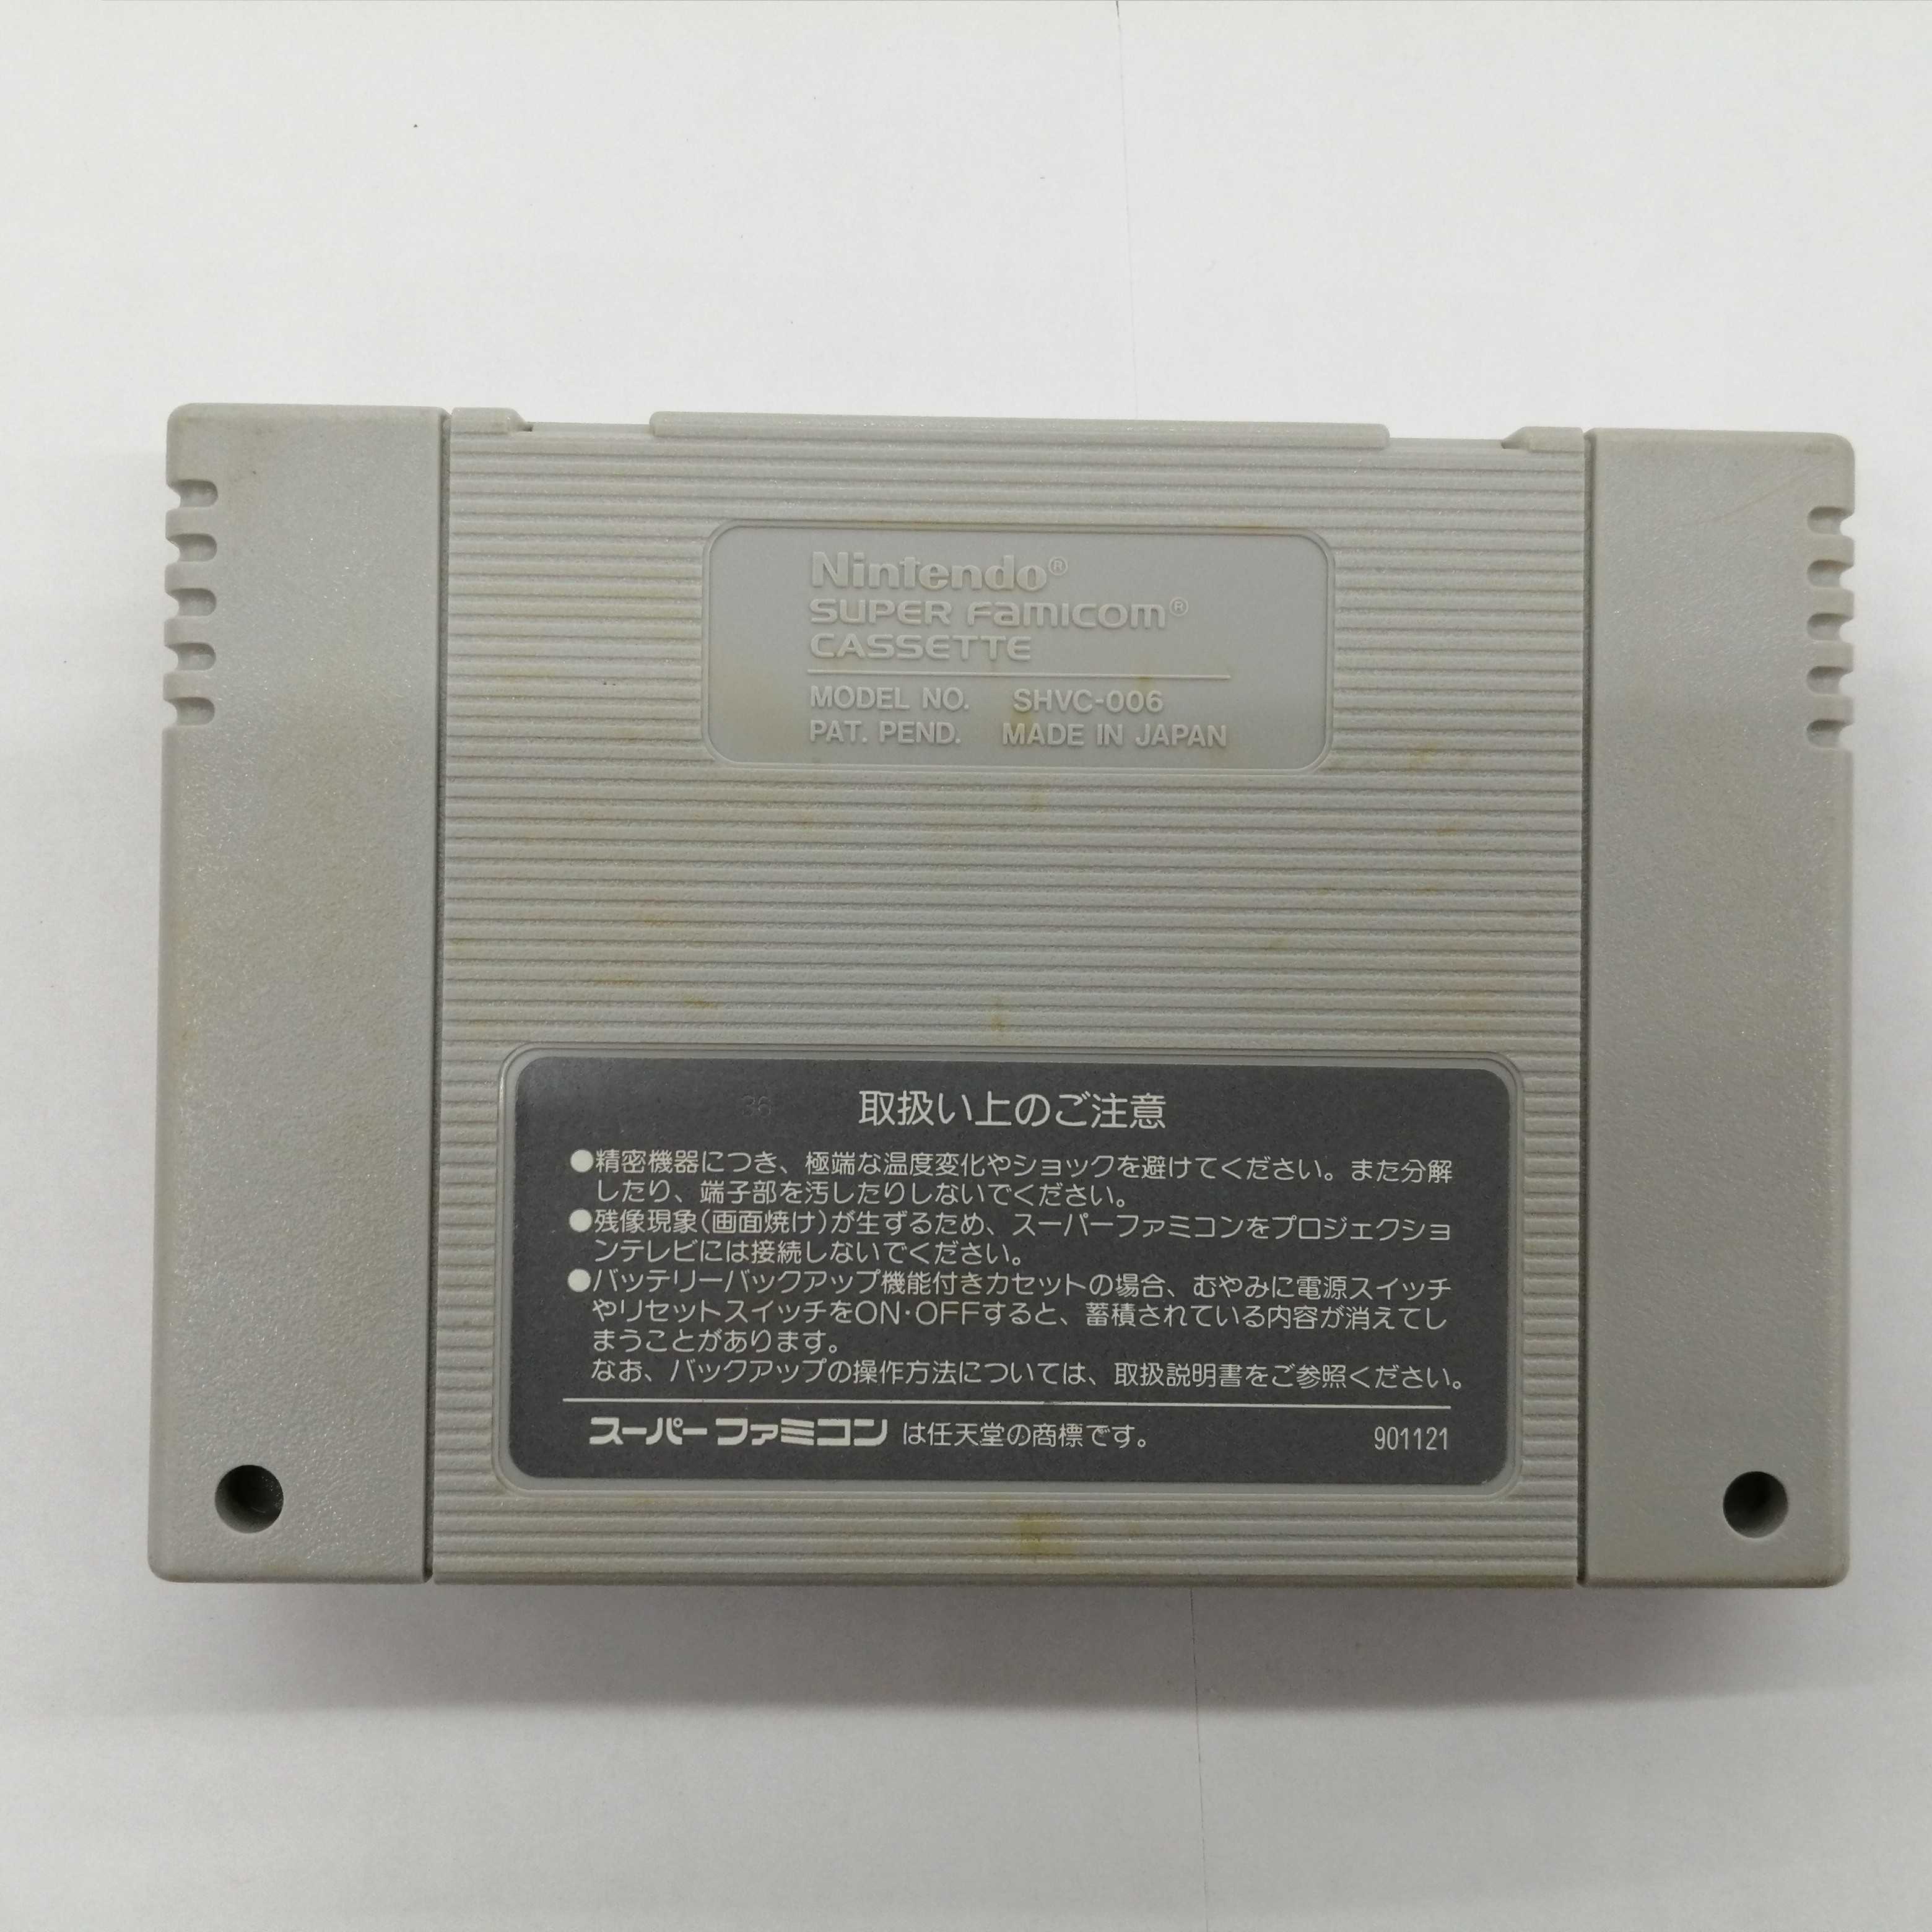 Nintendo®
SUPER Famicom®
CASSETTE
MODEL NO. SHVC-006
PAT. PEND. MADE IN JAPAN
36
取扱い上のご注意
●精密機器につき、極端な温度変化やショックを避けてください。また分解
したり、端子部を汚したりしないでください。
●残像現象(画面焼け)が生ずるため、スーパーファミコンをプロジェクショ
ンテレビには接続しないでください。
●バッテリーバックアップ機能付きカセットの場合、むやみに電源スイッチ
やリセットスイッチをON・OFFすると、蓄積されている内容が消えてし
まうことがあります。
なお、バックアップの操作方法については、取扱説明書をご参照ください。
スーパーファミコン は任天堂の商標です。 901121